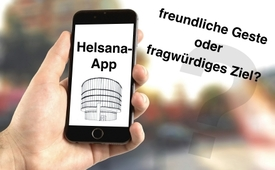 Helsana-
App
freundliche Geste
oder
fragwürdiges Ziel?
?